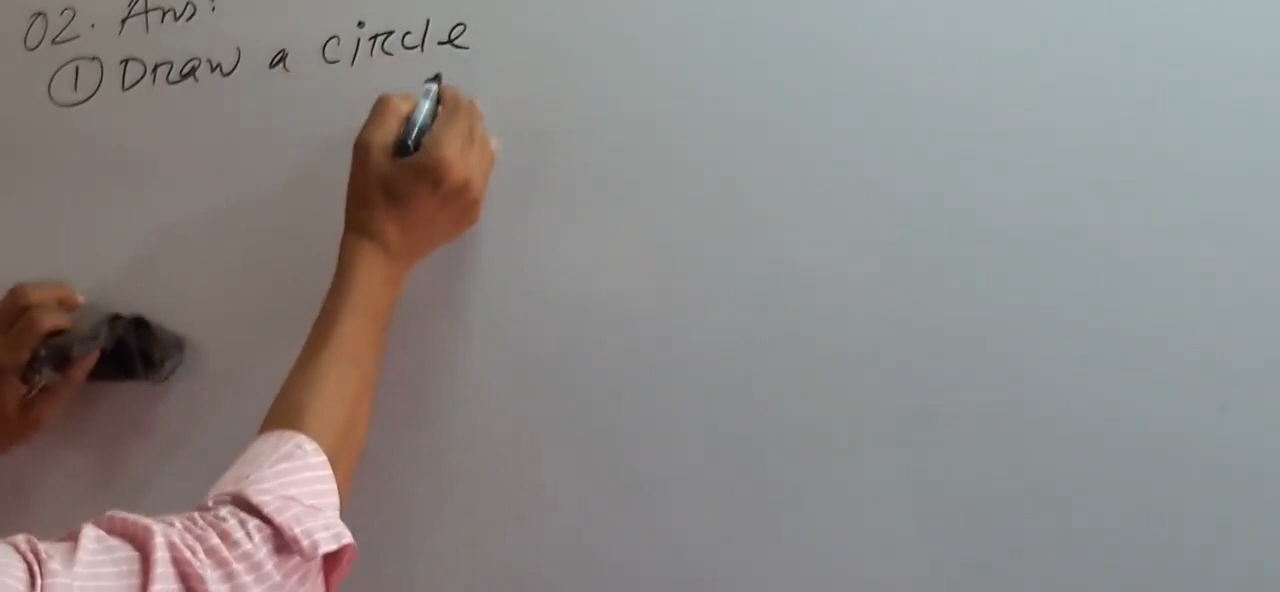 02. Ans:
① Draw a circle